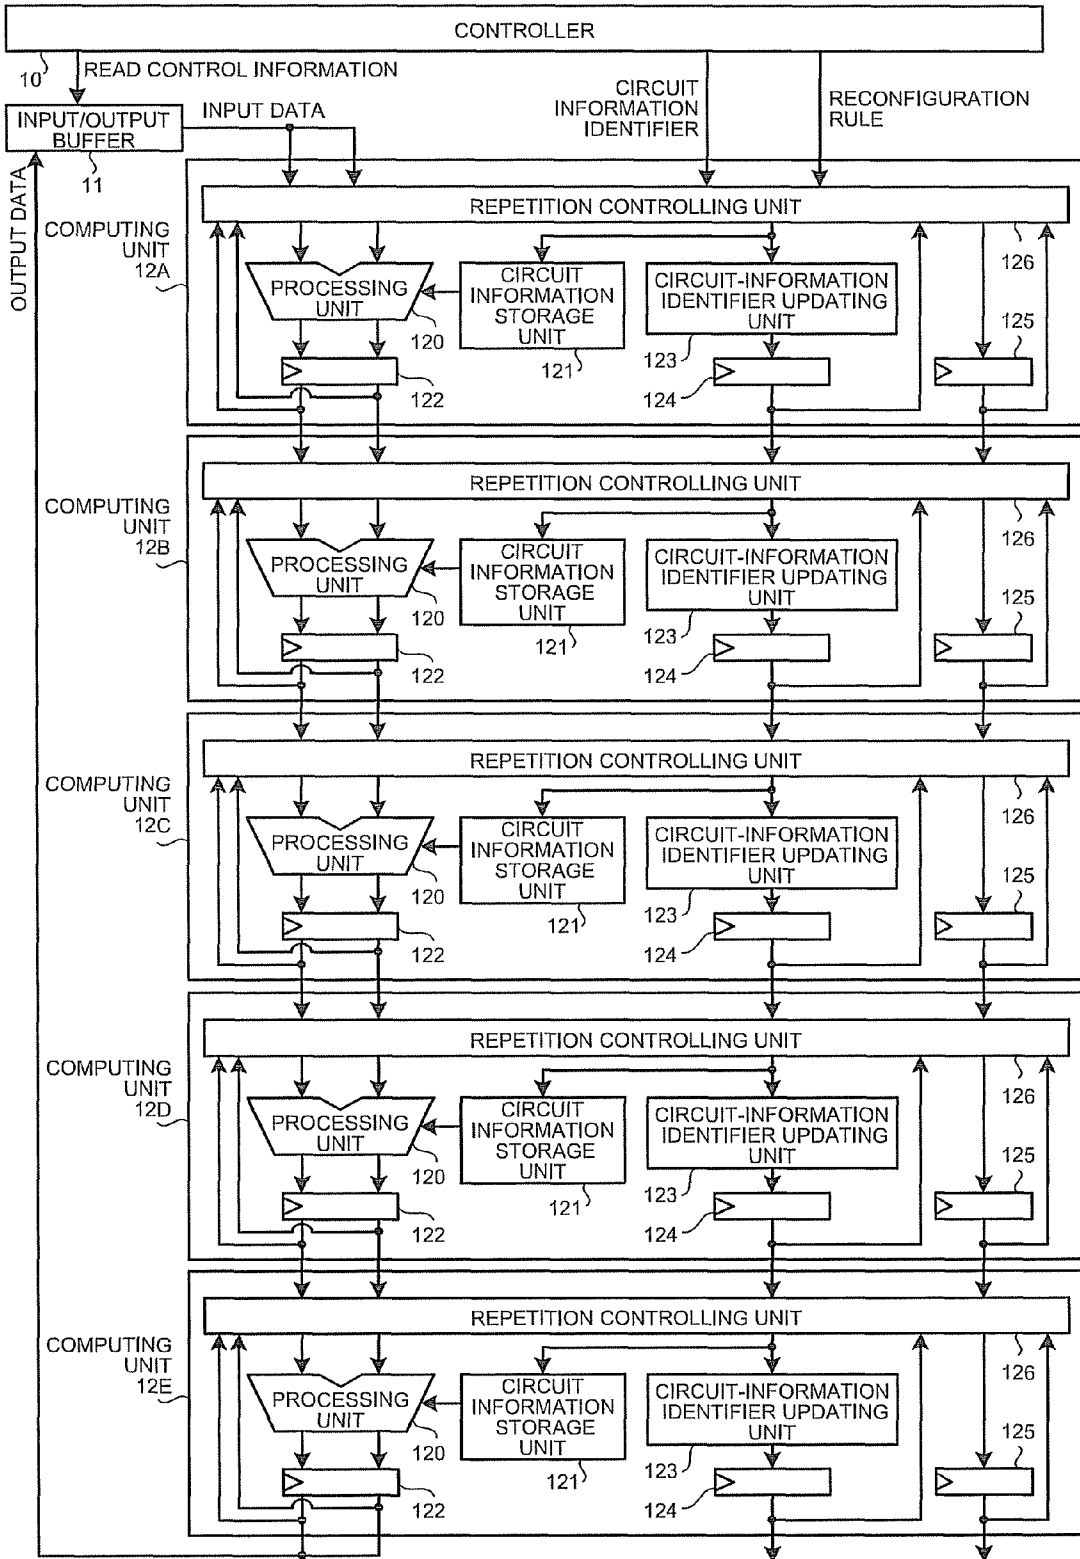 CONTROLLER
10
READ CONTROL INFORMATION
INPUT/OUTPUT
BUFFER
11
INPUT DATA
CIRCUIT
INFORMATION
IDENTIFIER
RECONFIGURATION
RULE
OUTPUT DATA
COMPUTING
UNIT
12A
REPETITION CONTROLLING UNIT
126
PROCESSING
UNIT
120
CIRCUIT
INFORMATION
STORAGE
UNIT
121
CIRCUIT-INFORMATION
IDENTIFIER UPDATING
UNIT
123
125
122
124
COMPUTING
UNIT
12B
REPETITION CONTROLLING UNIT
126
PROCESSING
UNIT
120
CIRCUIT
INFORMATION
STORAGE
UNIT
121
CIRCUIT-INFORMATION
IDENTIFIER UPDATING
UNIT
123
125
122
124
COMPUTING
UNIT
12C
REPETITION CONTROLLING UNIT
126
PROCESSING
UNIT
120
CIRCUIT
INFORMATION
STORAGE
UNIT
121
CIRCUIT-INFORMATION
IDENTIFIER UPDATING
UNIT
123
125
122
124
COMPUTING
UNIT
12D
REPETITION CONTROLLING UNIT
126
PROCESSING
UNIT
120
CIRCUIT
INFORMATION
STORAGE
UNIT
121
CIRCUIT-INFORMATION
IDENTIFIER UPDATING
UNIT
123
125
122
124
COMPUTING
UNIT
12E
REPETITION CONTROLLING UNIT
126
PROCESSING
UNIT
120
CIRCUIT
INFORMATION
STORAGE
UNIT
121
CIRCUIT-INFORMATION
IDENTIFIER UPDATING
UNIT
123
125
122
124